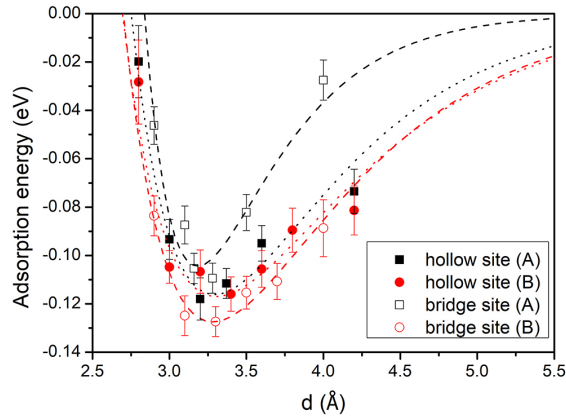 0.00
-0.02
-0.04
-0.06
-0.08
-0.10
-0.12
-0.14
Adsorption energy (eV)
hollow site (A)
hollow site (B)
bridge site (A)
bridge site (B)
2.5 3.0 3.5 4.0 4.5 5.0 5.5
d (Å)